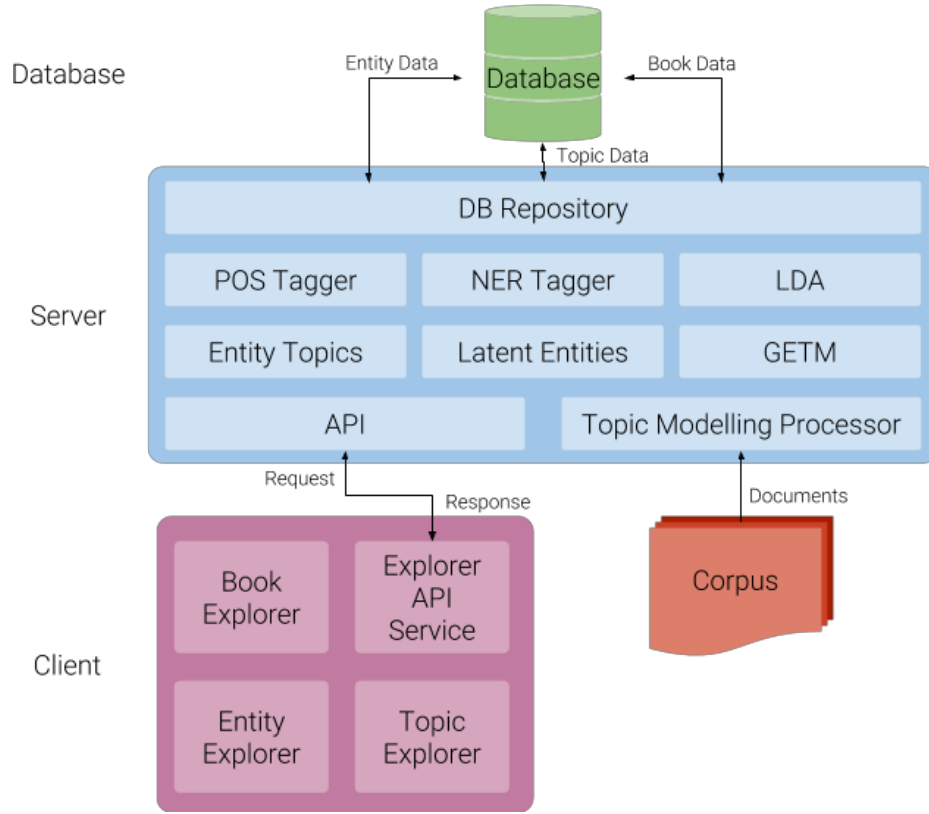 Database
Entity Data
Database
Book Data
Topic Data
Server
DB Repository
POS Tagger
NER Tagger
LDA
Entity Topics
Latent Entities
GETM
API
Topic Modelling Processor
Request
Response
Documents
Client
Book
Explorer
Explorer
API
Service
Corpus
Entity
Explorer
Topic
Explorer